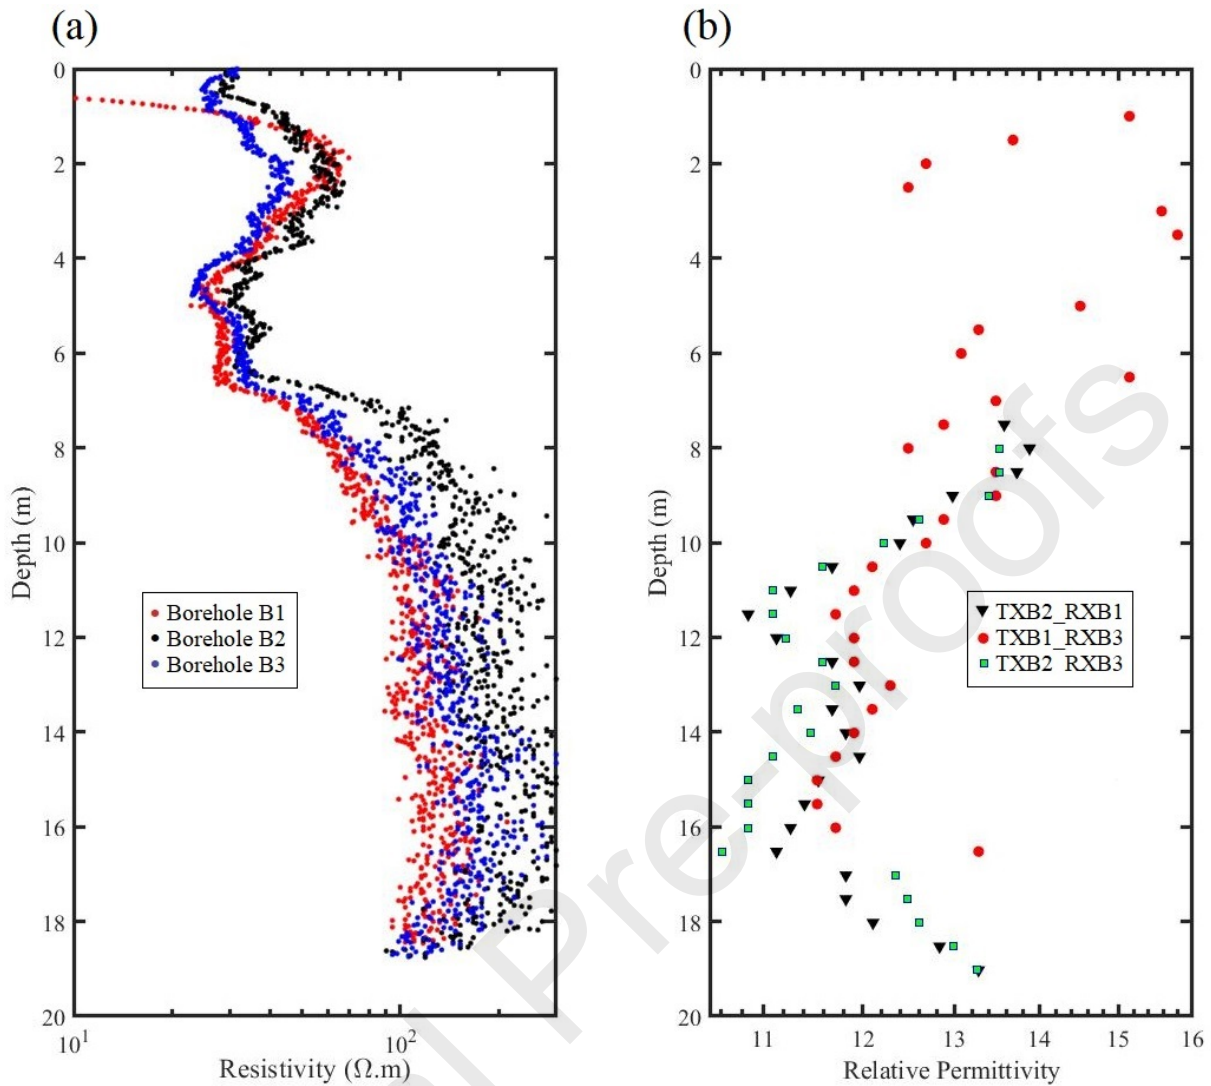 (a)
(b)
0
2
4
6
8
10
12
14
16
18
20
Depth (m)
10¹
10²
Resistivity (Ω.m)
Borehole B1
Borehole B2
Borehole B3
0
2
4
6
8
10
12
14
16
18
20
Depth (m)
11
12
13
14
15
16
Relative Permittivity
TXB2_RXB1
TXB1_RXB3
TXB2 RXB3
l Pre-proofs